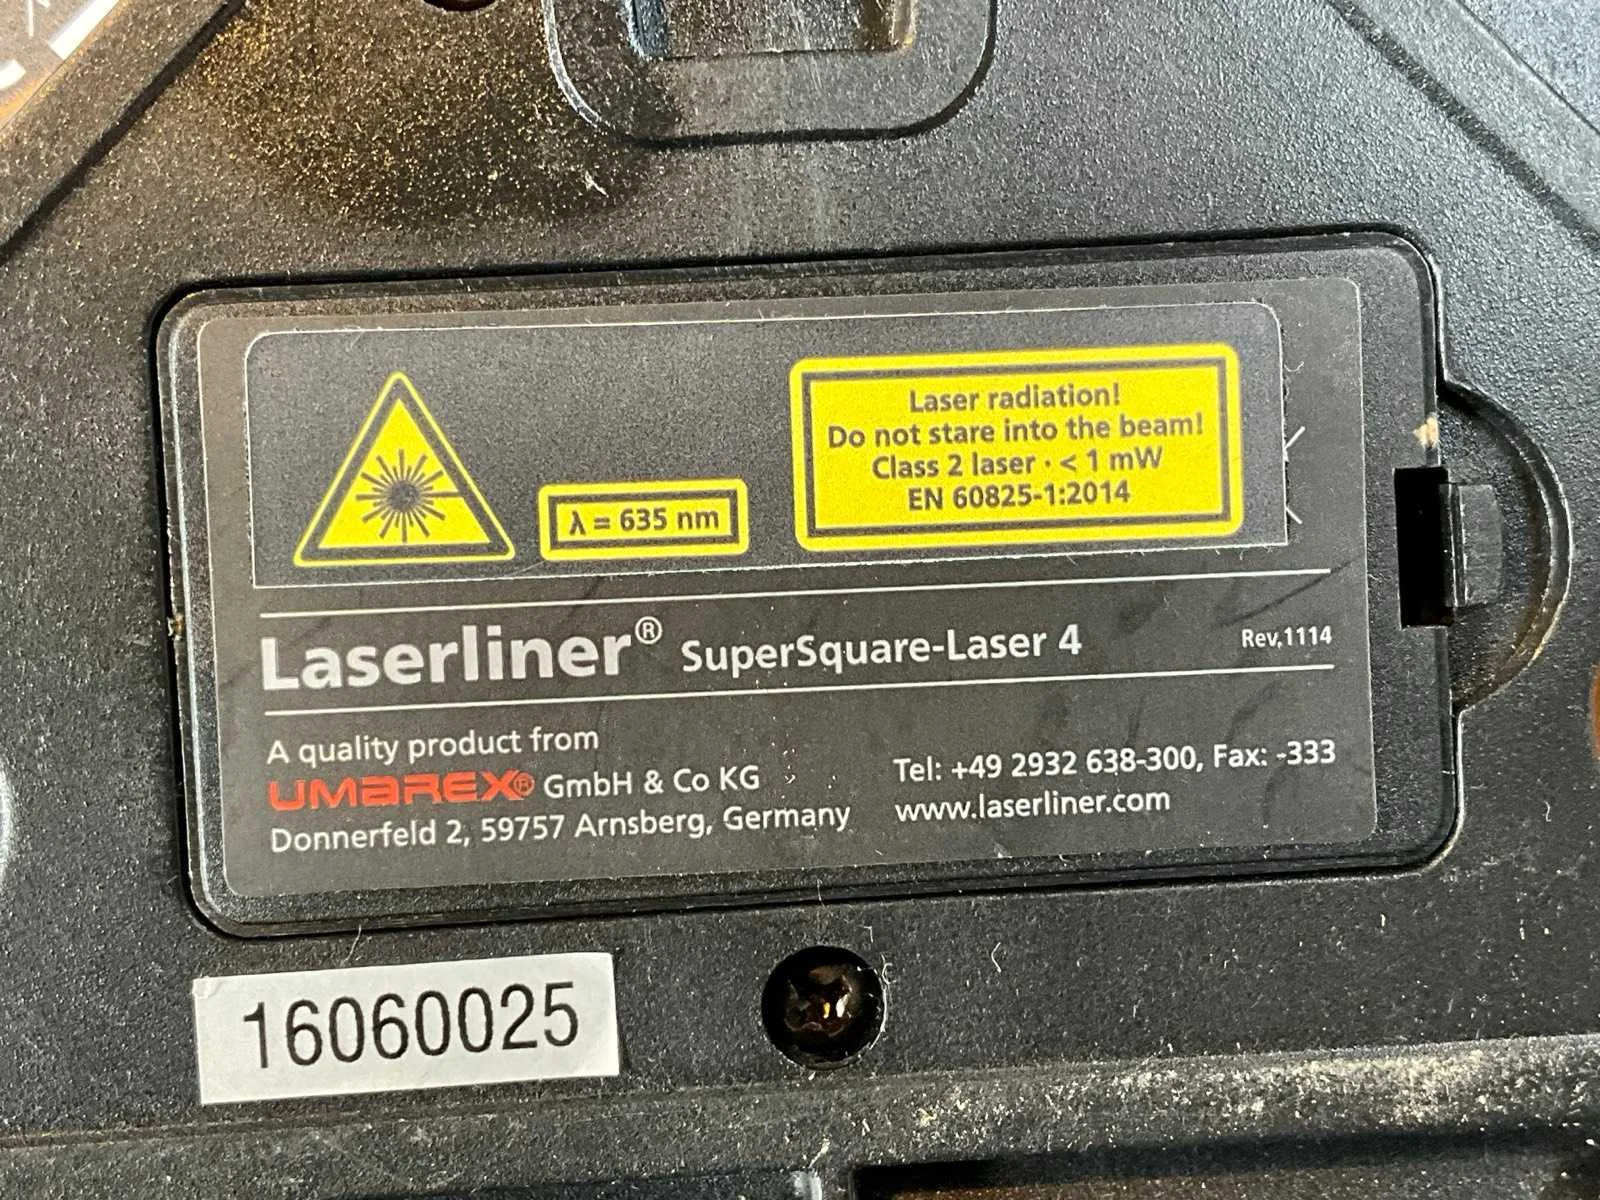 Laser radiation!
Do not stare into the beam!
Class 2 laser · < 1 mW
EN 60825-1:2014
λ = 635 nm
Laserliner® SuperSquare-Laser 4
Rev,1114
A quality product from
UMAREX® GmbH & Co KG
Donnerfeld 2, 59757 Arnsberg, Germany
Tel: +49 2932 638-300, Fax: -333
www.laserliner.com
16060025